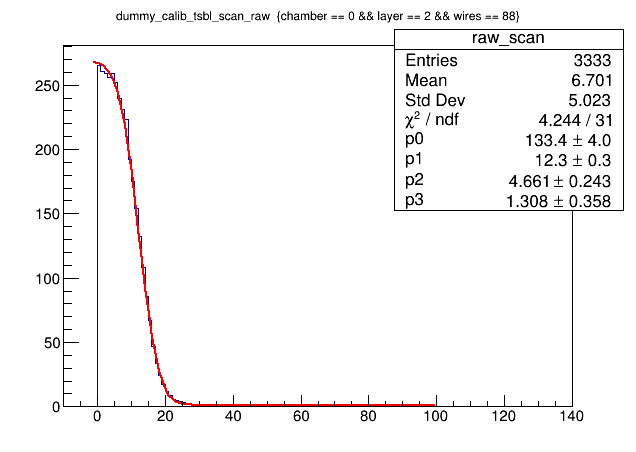 dummy_calib_tsbl_scan_raw {chamber == 0 && layer == 2 && wires == 88}
raw_scan
Entries 3333
Mean 6.701
Std Dev 5.023
χ² / ndf 4.244 / 31
p0 133.4 ± 4.0
p1 12.3 ± 0.3
p2 4.661 ± 0.243
p3 1.308 ± 0.358
250
200
150
100
50
0
0 20 40 60 80 100 120 140